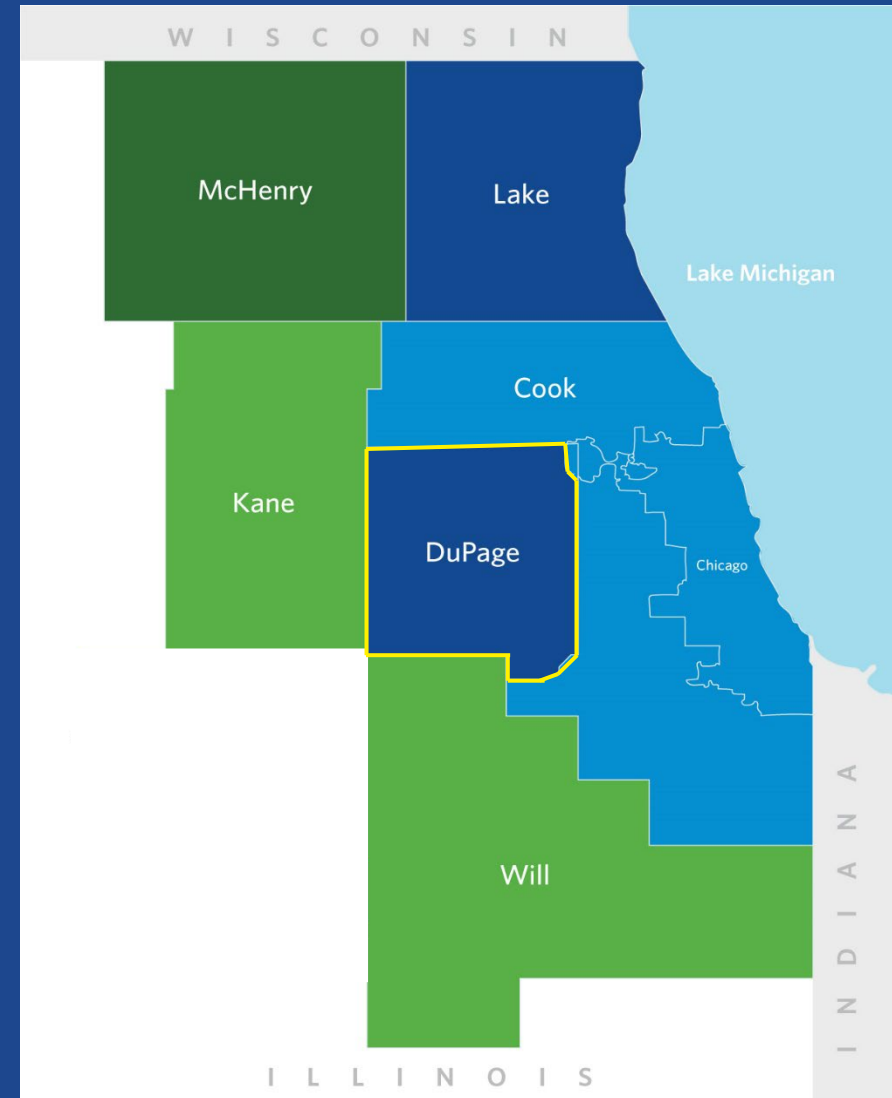 WISCONSIN
McHenry
Lake
Lake Michigan
Cook
Kane
DuPage
Chicago
Will
INDIANA
ILLINOIS